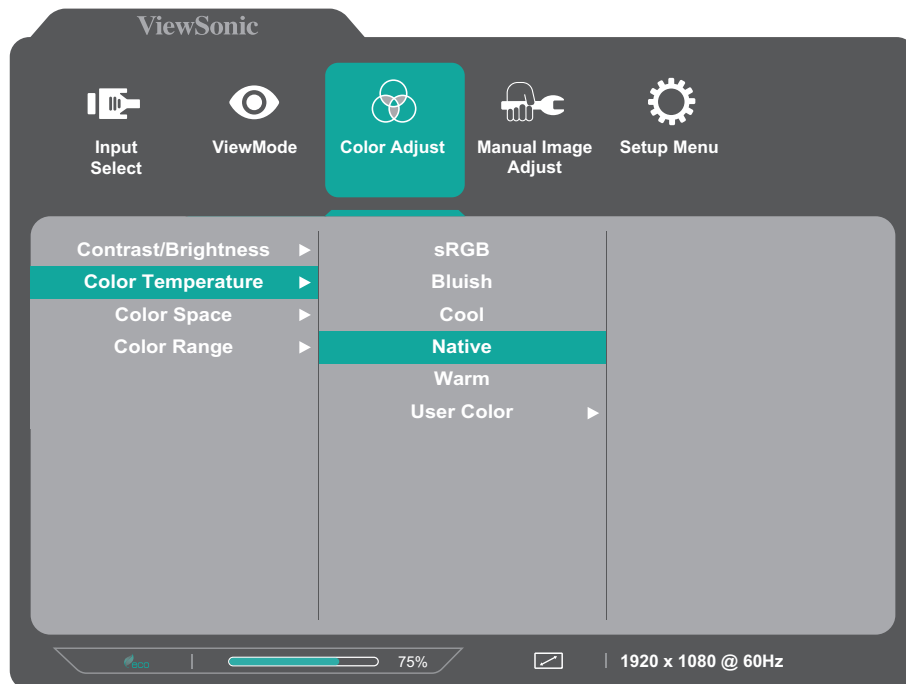 ViewSonic
Input
Select
ViewMode
Color Adjust
Manual Image
Adjust
Setup Menu
Contrast/Brightness
Color Temperature
Color Space
Color Range
sRGB
Bluish
Cool
Native
Warm
User Color
eco
75%
1920 x 1080 @ 60Hz